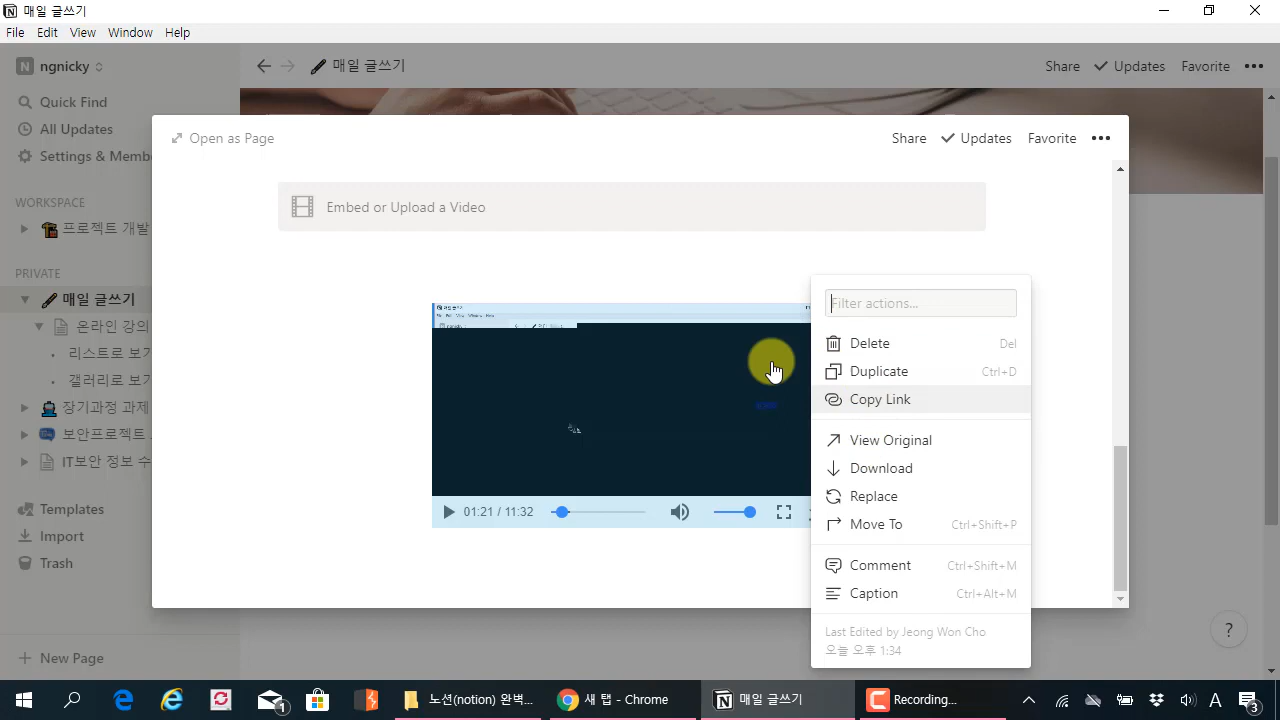 매일 글쓰기
File Edit View Window Help
N ngnicky
매일 글쓰기
Share Updates Favorite •••
Quick Find
All Updates
Settings & Membe
WORKSPACE
프로젝트 개발
PRIVATE
매일 글쓰기
온라인 강의
리스트로 보기
갤러리로 보기
장기과정 과제
보안프로젝트
IT보안 정보 수
Templates
Import
Trash
New Page
Open as Page
Share Updates Favorite •••
Embed or Upload a Video
01:21 / 11:32
Filter actions...
Delete Del
Duplicate Ctrl+D
Copy Link
View Original
Download
Replace
Move To Ctrl+Shift+P
Comment Ctrl+Shift+M
Caption Ctrl+Alt+M
Last Edited by Jeong Won Cho
오늘 오후 1:34
?
1
노션(notion) 완벽...
새 탭 - Chrome
매일 글쓰기
Recording...
A
3